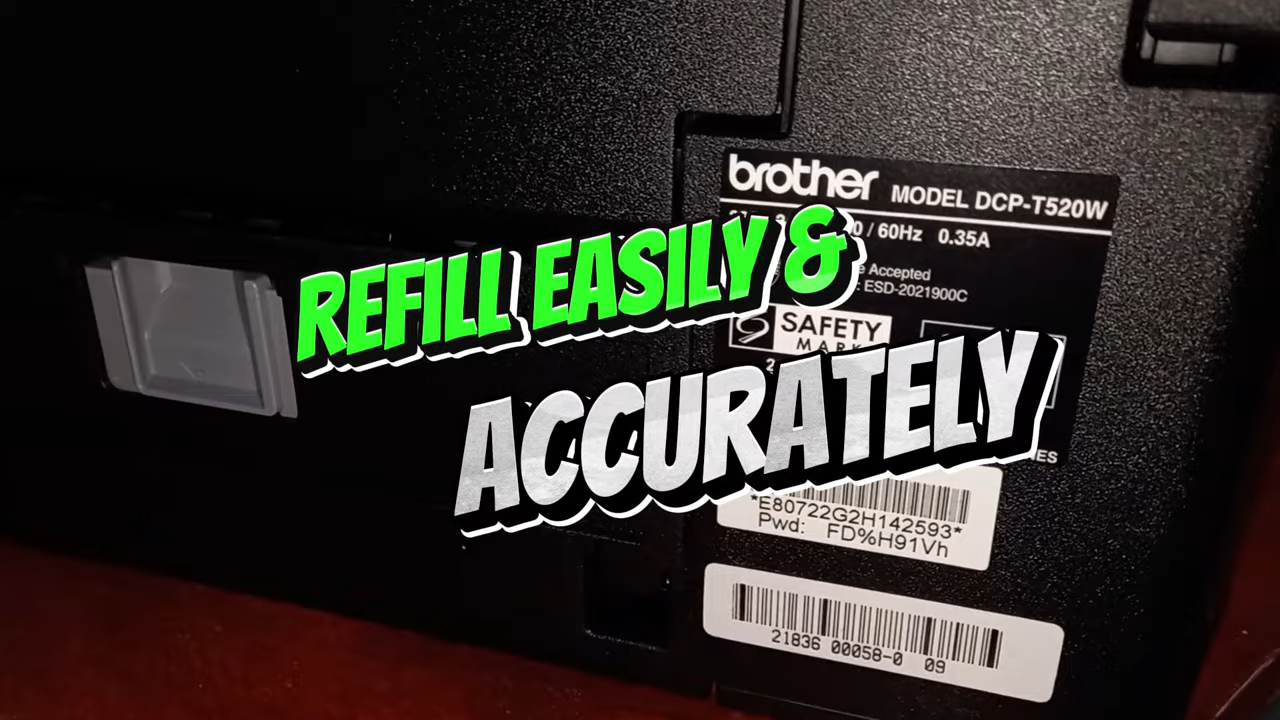 brother MODEL DCP-T520W
/ 60Hz 0.35A
REFILL EASILY &
Accepted
: ESD-2021900C
SAFETY
MARK
ACCURATELY
*E80722G2H142593*
Pwd: FD%H91Vh
21836 00058-0 09